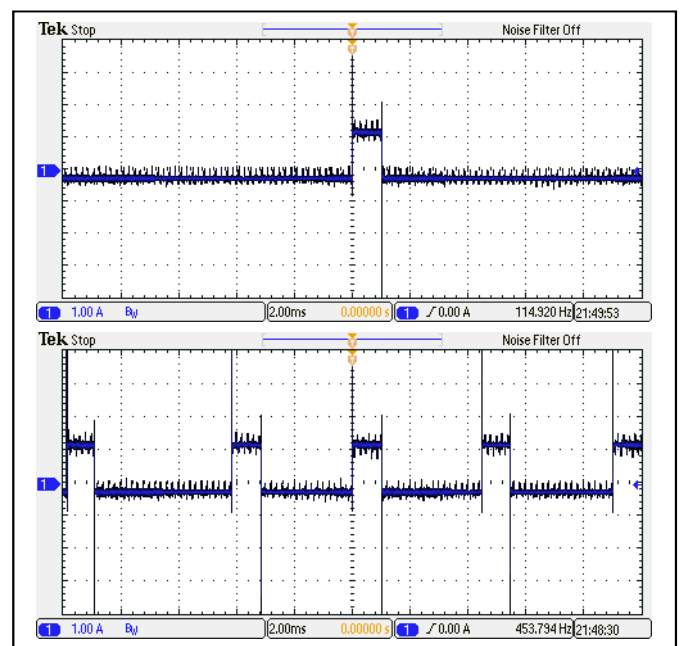 Tek Stop Noise Filter Off
T
T
1
1 1.00 A BW 2.00ms 0.00000 s 1 ƒ 0.00 A 114.920 Hz 21:49:53
Tek Stop Noise Filter Off
T
T
1
1 1.00 A BW 2.00ms 0.00000 s 1 ƒ 0.00 A 453.794 Hz 21:48:30